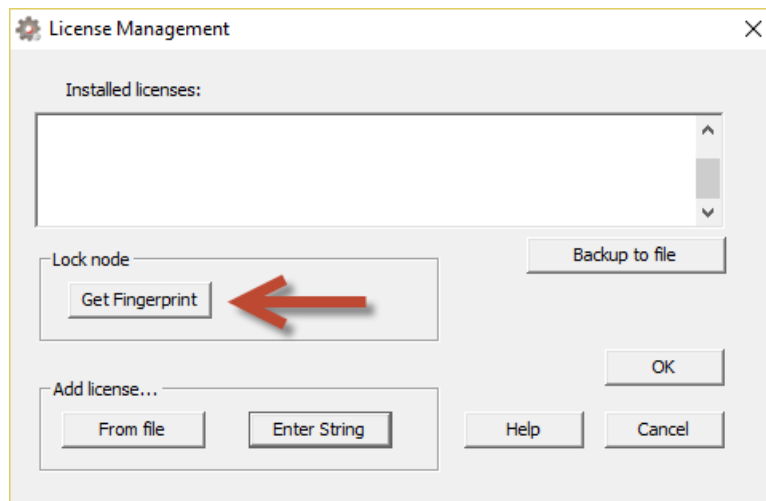 License Management
Installed licenses:
Backup to file
Lock node
Get Fingerprint
OK
Add license...
From file
Enter String
Help
Cancel